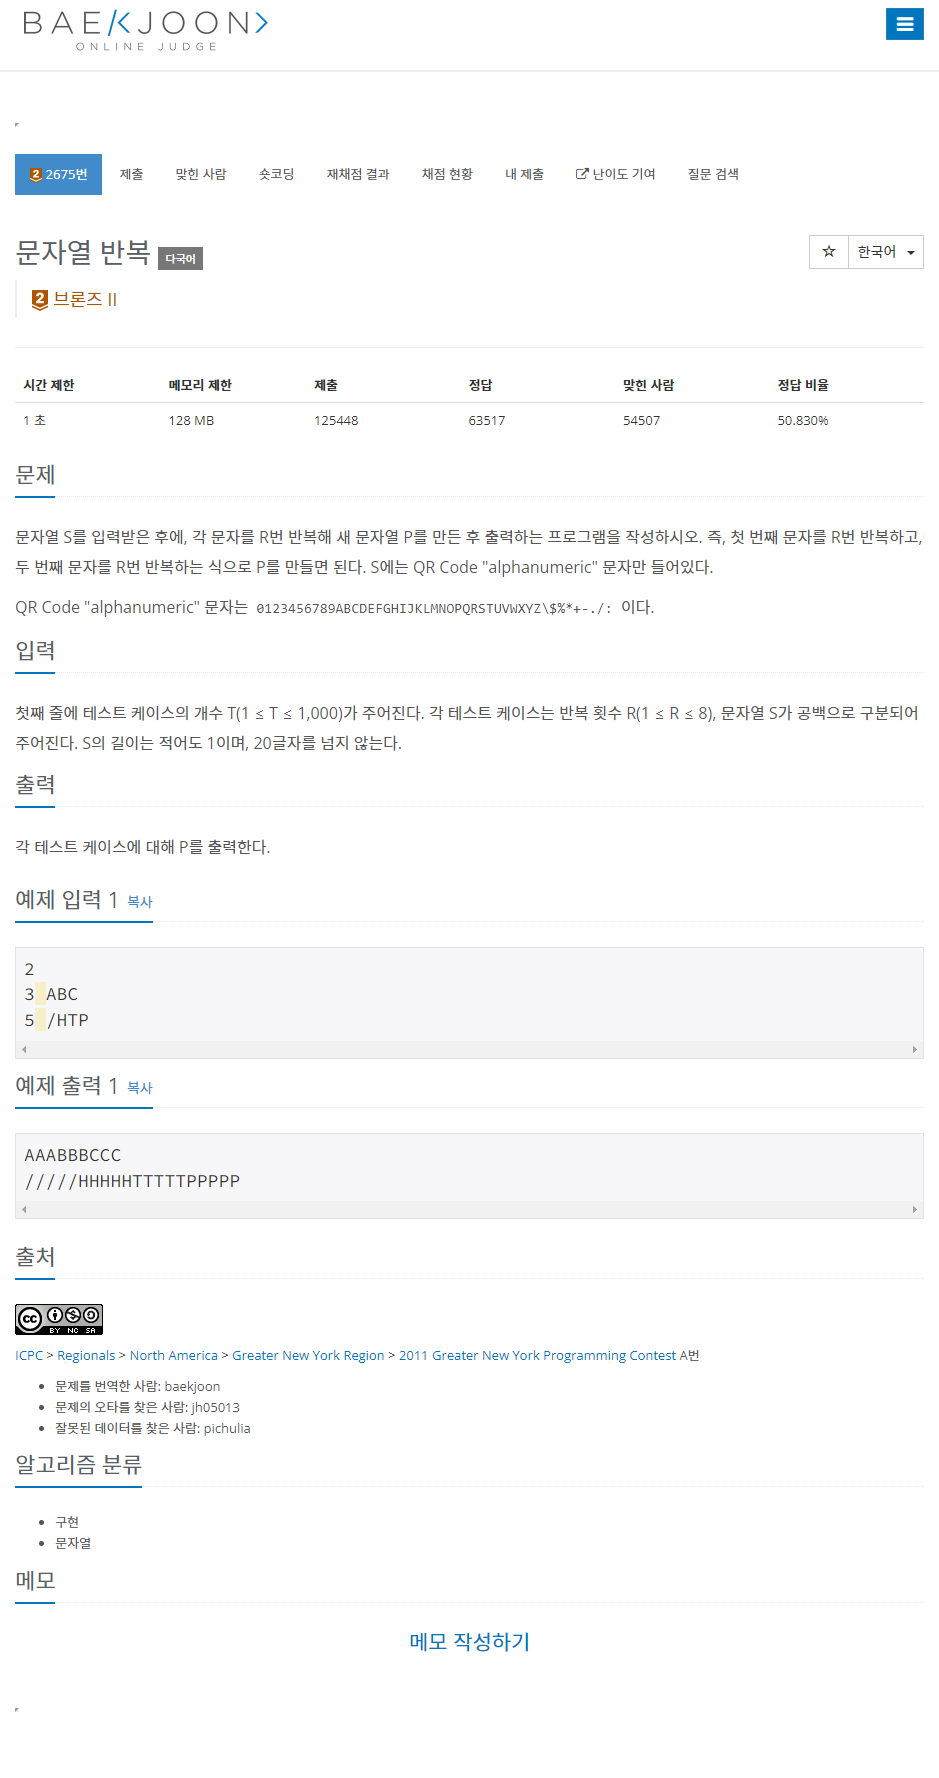 BAEKJOON>
ONLINE JUDGE
2 2675번 제출 맞힌 사람 숏코딩 재채점 결과 채점 현황 내 제출 난이도 기여 질문 검색
문자열 반복 다국어 한국어
2 브론즈 II
시간 제한 메모리 제한 제출 정답 맞힌 사람 정답 비율
1 초 128 MB 125448 63517 54507 50.830%
문제
문자열 S를 입력받은 후에, 각 문자를 R번 반복해 새 문자열 P를 만든 후 출력하는 프로그램을 작성하시오. 즉, 첫 번째 문자를 R번 반복하고,
두 번째 문자를 R번 반복하는 식으로 P를 만들면 된다. S에는 QR Code "alphanumeric" 문자만 들어있다.
QR Code "alphanumeric" 문자는 0123456789ABCDEFGHIJKLMNOPQRSTUVWXYZ\$%*+-./: 이다.
입력
첫째 줄에 테스트 케이스의 개수 T(1 ≤ T ≤ 1,000)가 주어진다. 각 테스트 케이스는 반복 횟수 R(1 ≤ R ≤ 8), 문자열 S가 공백으로 구분되어
주어진다. S의 길이는 적어도 1이며, 20글자를 넘지 않는다.
출력
각 테스트 케이스에 대해 P를 출력한다.
예제 입력 1 복사
2
3 ABC
5 /HTP
예제 출력 1 복사
AAABBBCCC
/////HHHHHTTTTTPPPPP
출처
cc BY NC SA
ICPC > Regionals > North America > Greater New York Region > 2011 Greater New York Programming Contest A번
문제를 번역한 사람: baekjoon
문제의 오타를 찾은 사람: jh05013
잘못된 데이터를 찾은 사람: pichulia
알고리즘 분류
구현
문자열
메모
메모 작성하기